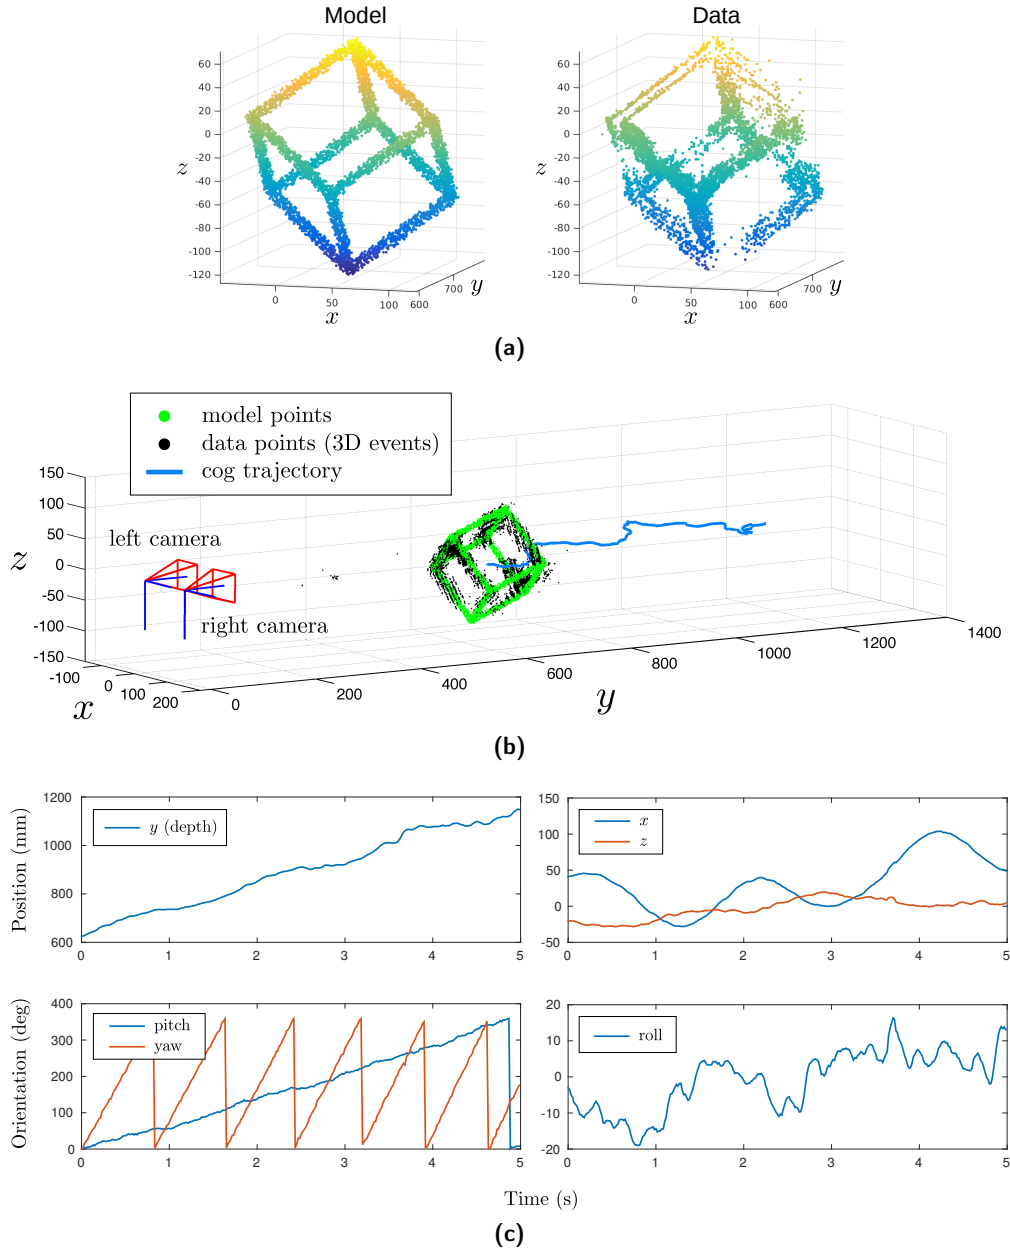 Model
Data
60
40
20
0
-20
-40
-60
-80
-100
-120
z
0
50
100
600
700
x
y
60
40
20
0
-20
-40
-60
-80
-100
-120
z
0
50
100
600
700
x
y
(a)
model points
data points (3D events)
cog trajectory
150
100
50
0
-50
-100
-150
z
left camera
right camera
-100
0
100
200
x
0
200
400
600
800
1000
1200
1400
y
(b)
Position (mm)
1200
1000
800
600
y (depth)
0 1 2 3 4 5
150
100
50
0
-50
x
z
0 1 2 3 4 5
Orientation (deg)
400
300
200
100
0
pitch
yaw
0 1 2 3 4 5
20
10
0
-10
-20
roll
0 1 2 3 4 5
Time (s)
(c)